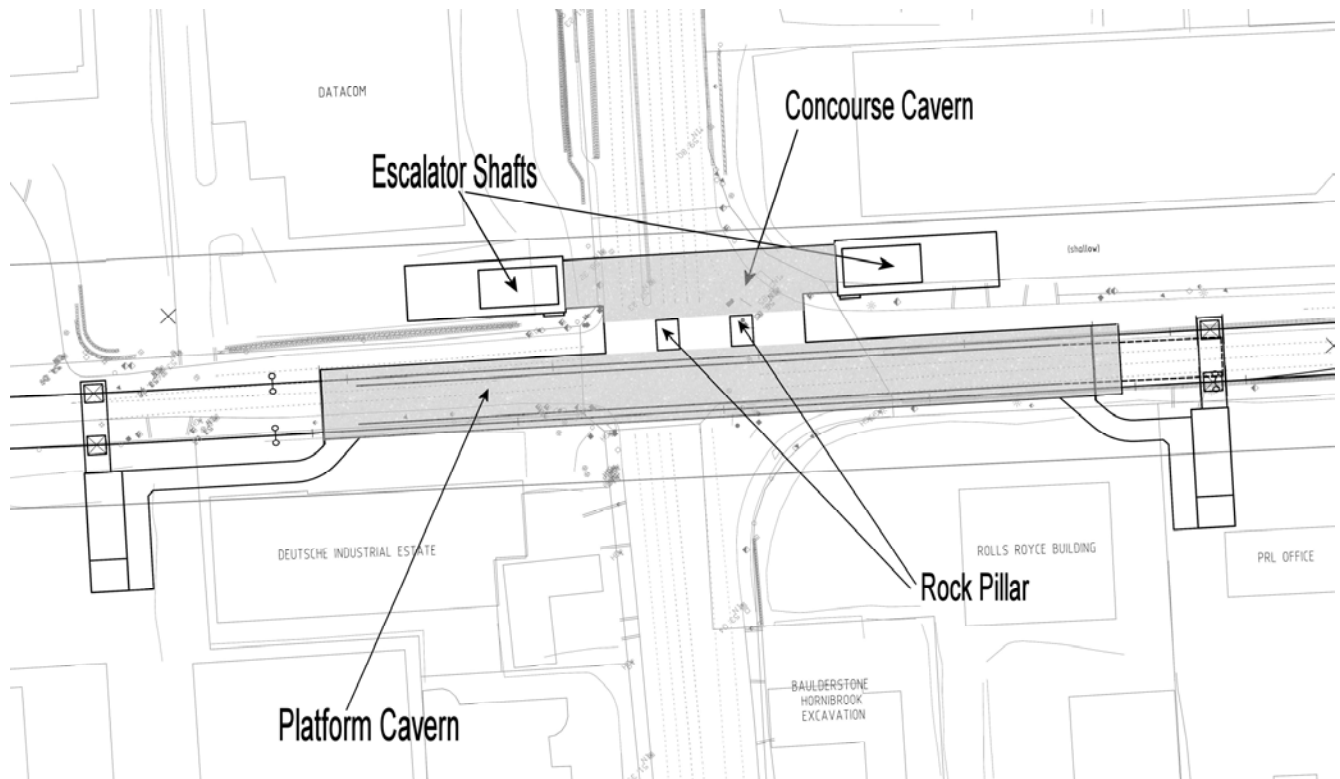 DATACOM
Concourse Cavern
Escalator Shafts
(shallow)
DEUTSCHE INDUSTRIAL ESTATE
ROLLS ROYCE BUILDING
PRL OFFICE
Rock Pillar
BAULDERSTONE
HORNIBROOK
EXCAVATION
Platform Cavern